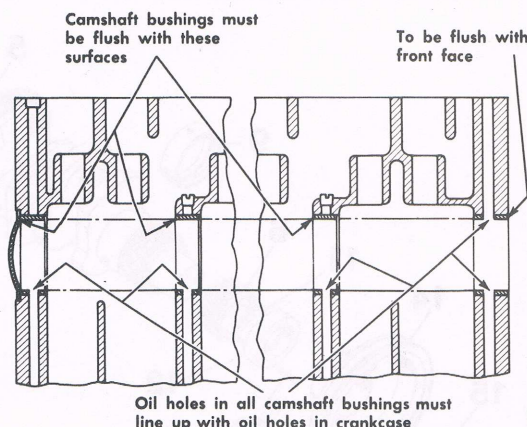 Camshaft bushings must
be flush with these
surfaces
To be flush with
front face
Oil holes in all camshaft bushings must
line up with oil holes in crankcase